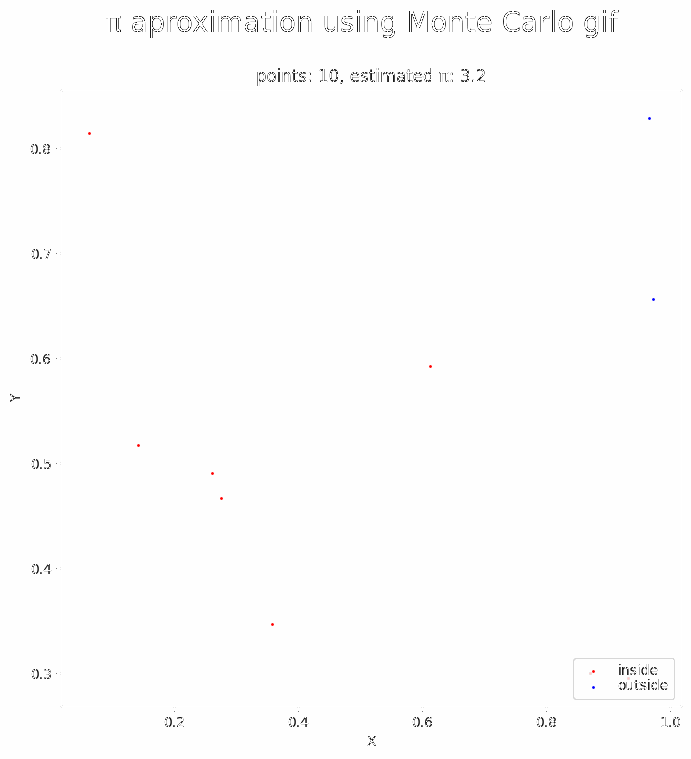 π aproximation using Monte Carlo gif
points: 10, estimated π: 3.2
0.8
0.7
0.6
Y
0.5
0.4
0.3
inside
outside
0.2 0.4 0.6 0.8 1.0
X